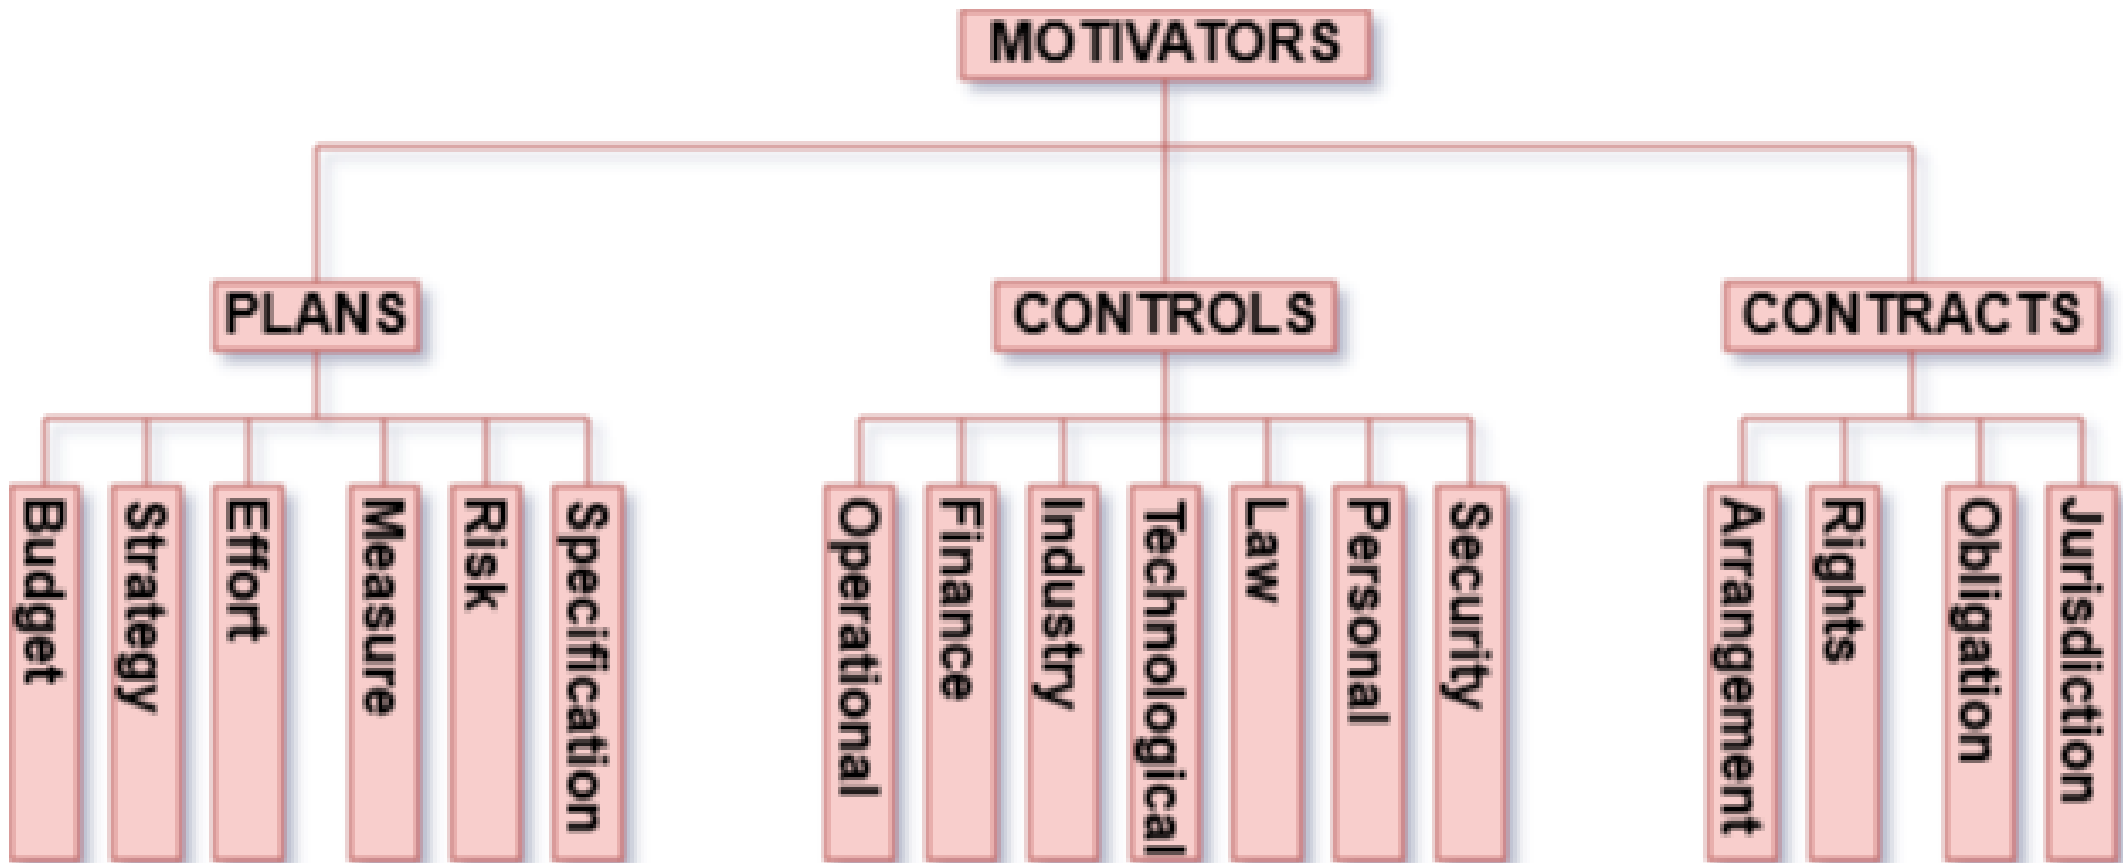 MOTIVATORS
PLANS
CONTROLS
CONTRACTS
Budget
Strategy
Effort
Measure
Risk
Specification
Operational
Finance
Industry
Technological
Law
Personal
Security
Arrangement
Rights
Obligation
Jurisdiction